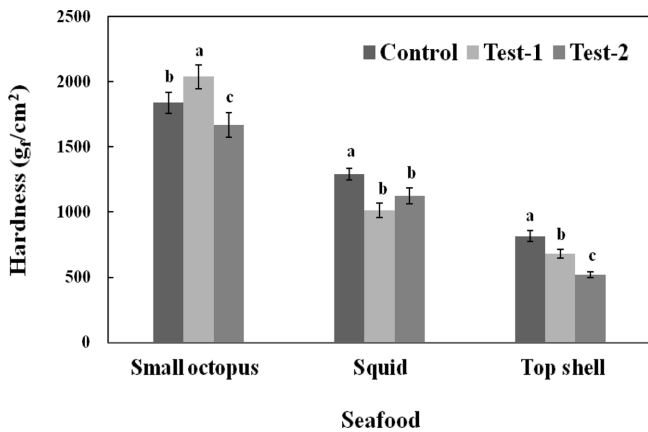 2500
2000
1500
1000
500
0
Hardness (g_f/cm²)
Control Test-1 Test-2
b a c
a b b
a b c
Small octopus Squid Top shell
Seafood